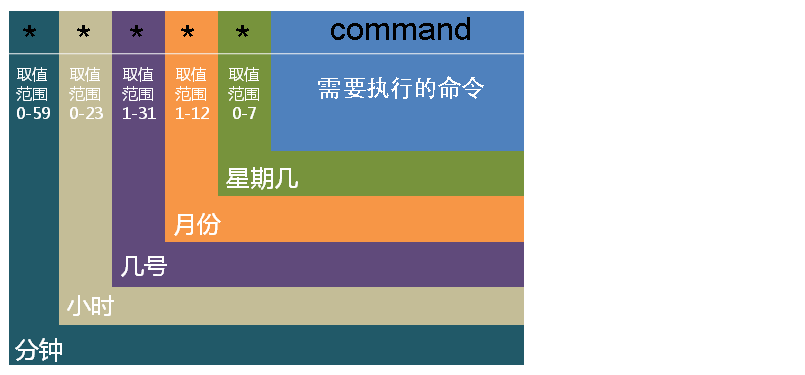 * * * * * command
取值 取值 取值 取值 取值
范围 范围 范围 范围 范围
0-59 0-23 1-31 1-12 0-7
需要执行的命令
星期几
月份
几号
小时
分钟